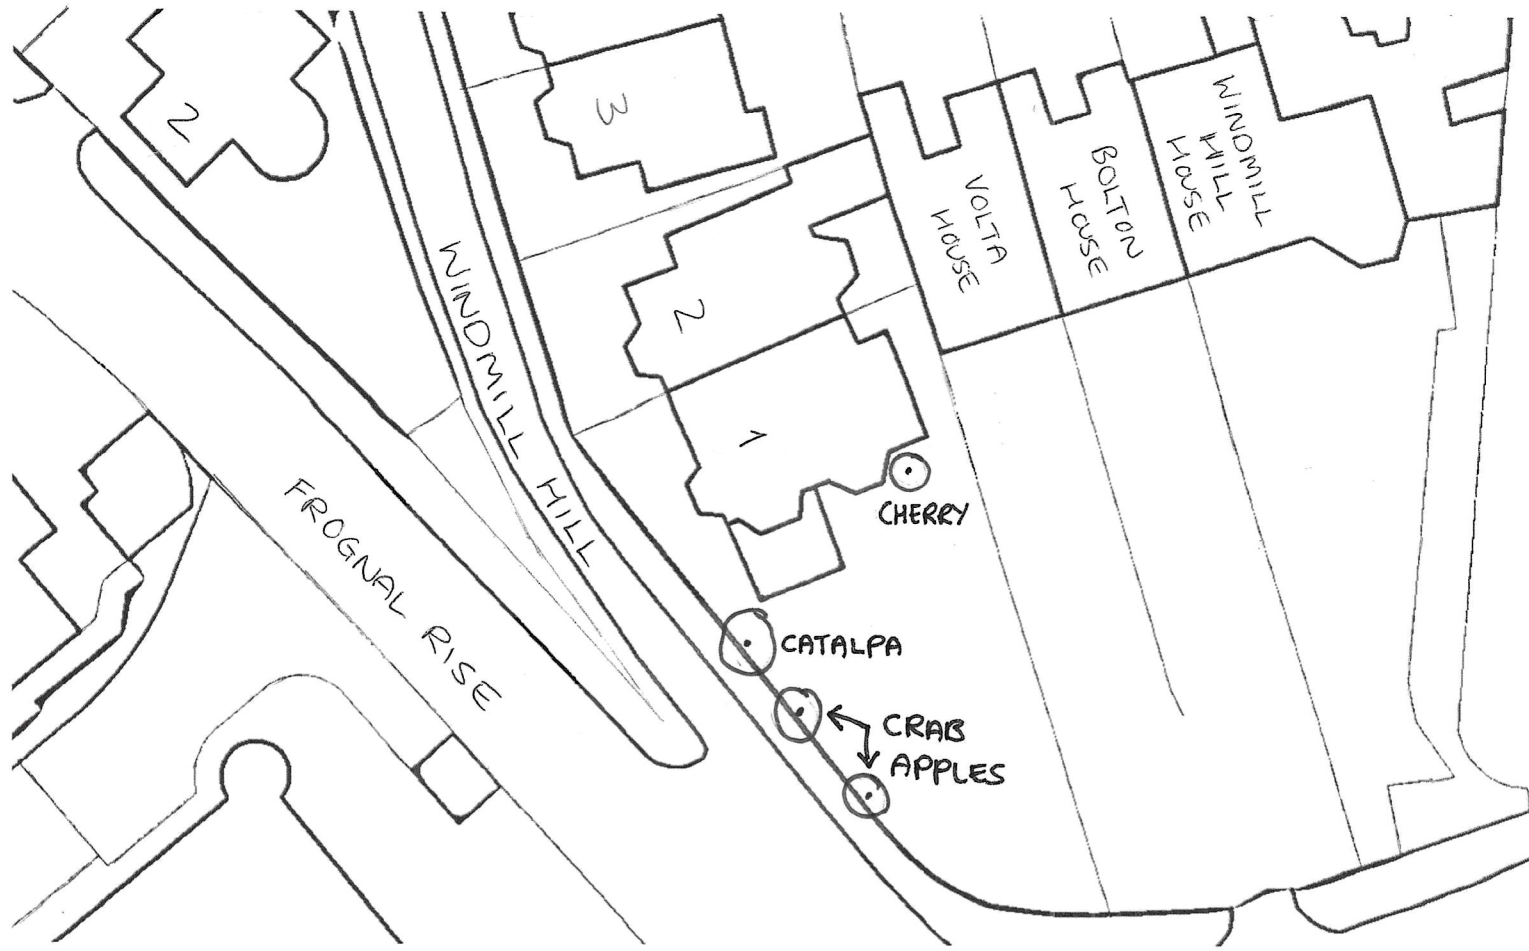 2
3
WINDMILL
HILL
HOUSE
BOLTON
HOUSE
VOLTA
HOUSE
WINDMILL HILL
2
1
CHERRY
FROGNAL RISE
CATALPA
CRAB
APPLES